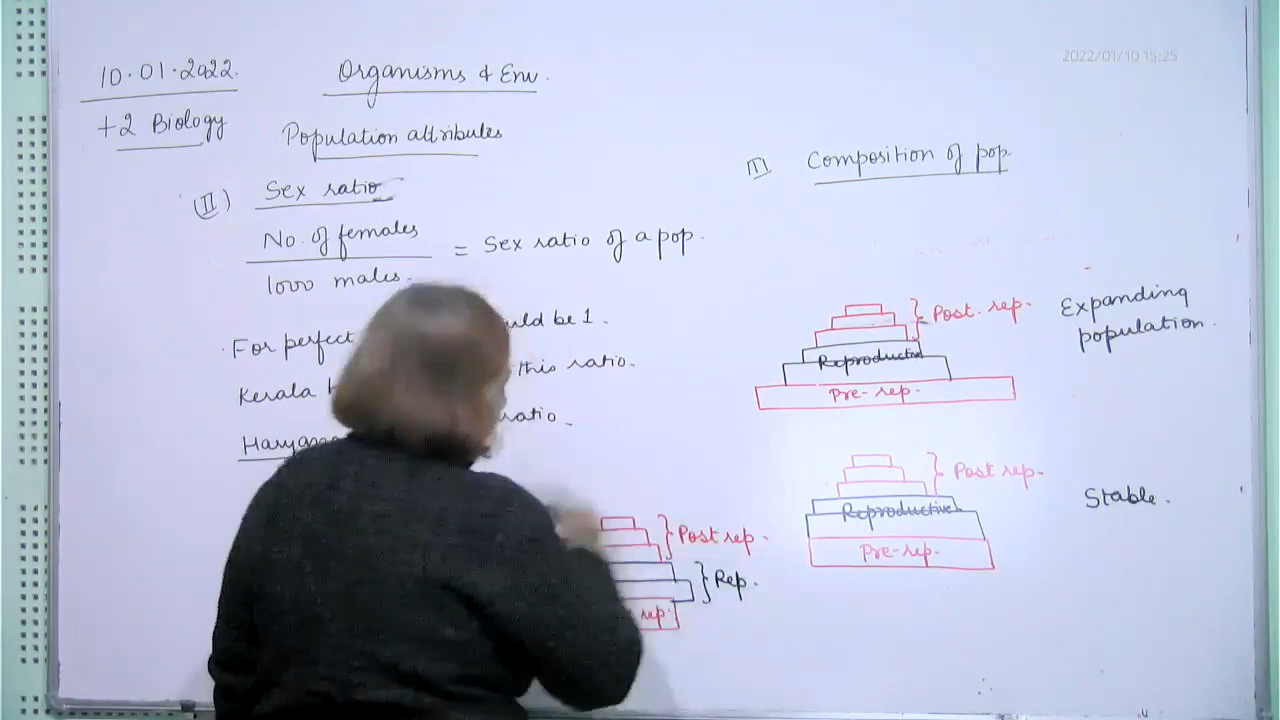 2022/01/10 15:25
10.01.2022.
Organisms & Env.
+2 Biology
Population attributes
(II) Sex ratio
No. of females
1000 males.
= Sex ratio of a pop.
For perfect
uld be 1.
Kerala
this ratio.
Haryana
ratio.
III Composition of pop
Post. rep.
Reproductive
Pre-rep.
Expanding
population.
Post rep.
Reproductive
Pre-rep.
Stable.
Post rep.
Rep.
rep.